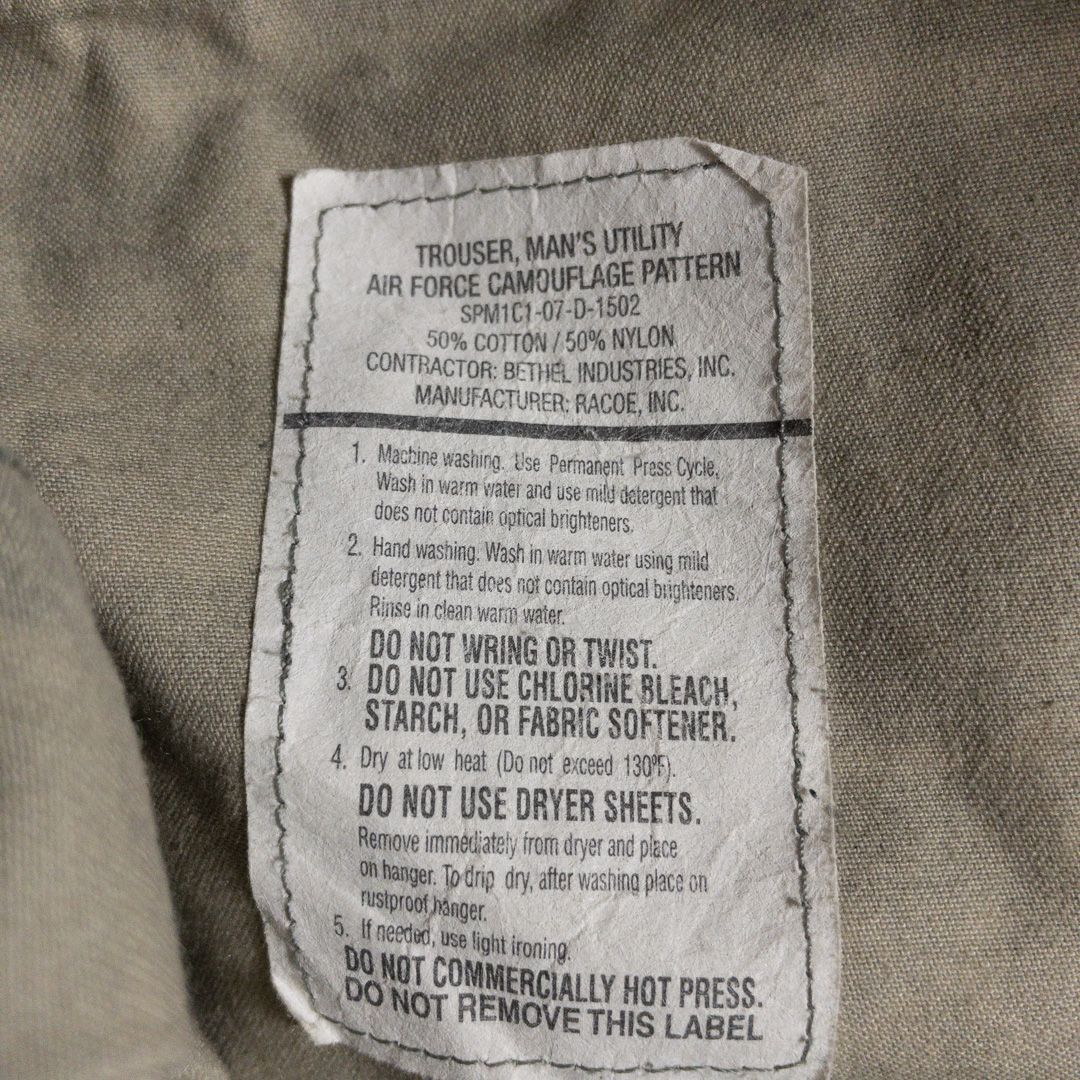 TROUSER, MAN'S UTILITY
AIR FORCE CAMOUFLAGE PATTERN
SPM1C1-07-D-1502
50% COTTON / 50% NYLON
CONTRACTOR: BETHEL INDUSTRIES, INC.
MANUFACTURER: RACOE, INC.
1. Machine washing. Use Permanent Press Cycle.
Wash in warm water and use mild detergent that
does not contain optical brighteners.
2. Hand washing. Wash in warm water using mild
detergent that does not contain optical brighteners.
Rinse in clean warm water.
DO NOT WRING OR TWIST.
3. DO NOT USE CHLORINE BLEACH,
STARCH, OR FABRIC SOFTENER.
4. Dry at low heat (Do not exceed 130ºF).
DO NOT USE DRYER SHEETS.
Remove immediately from dryer and place
on hanger. To drip dry, after washing place on
rustproof hanger.
5. If needed, use light ironing.
DO NOT COMMERCIALLY HOT PRESS.
DO NOT REMOVE THIS LABEL